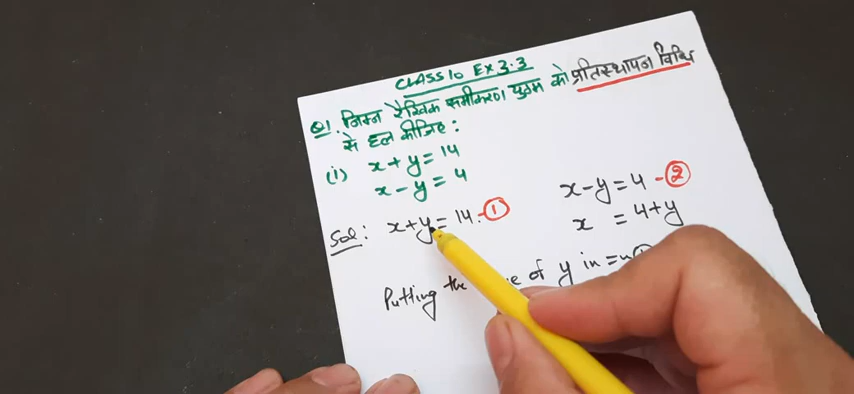 CLASS 10 EX 3.3
Q1. निम्न रैखिक समीकरण युग्म को प्रतिस्थापन विधि
से हल कीजिए:
(i) x + y = 14
x - y = 4
Sol: x+y = 14 - ①
x-y = 4 - ②
x = 4+y
Putting the of y in